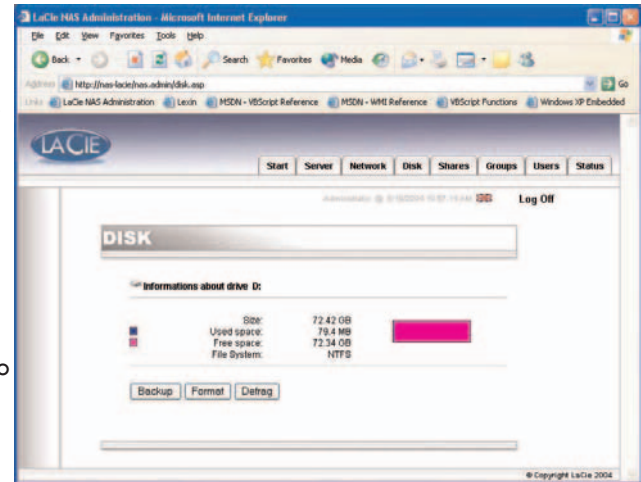 LaCie NAS Administration - Microsoft Internet Explorer
File Edit View Favorites Tools Help
Back Search Favorites Media
Address http://nas-lacie/nas.admin/disk.asp Go
Links LaCie NAS Administration Lexin MSDN - VBScript Reference MSDN - WMI Reference VBScript Functions Windows XP Embedded
LACIE
Start Server Network Disk Shares Groups Users Status
Log Off
DISK
Informations about drive D:
Size: 72.42 GB
Used space: 79.4 MB
Free space: 72.34 GB
File System: NTFS
Backup Format Defrag
© Copyright LaCie 2004
o